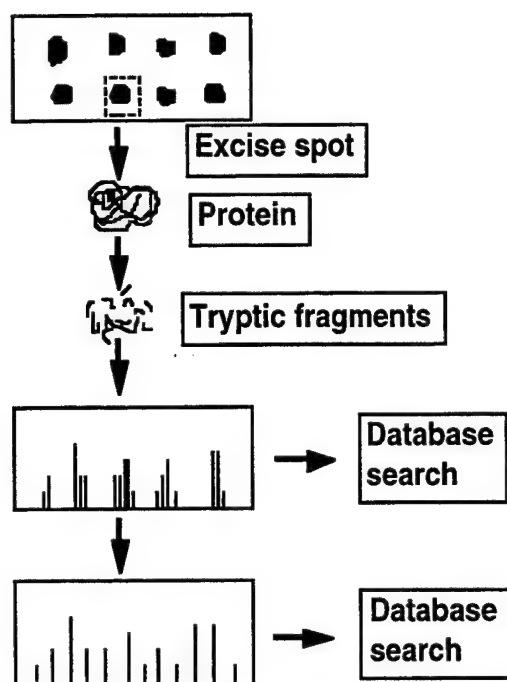 Excise spot
Protein
Tryptic fragments
Database
search
Database
search